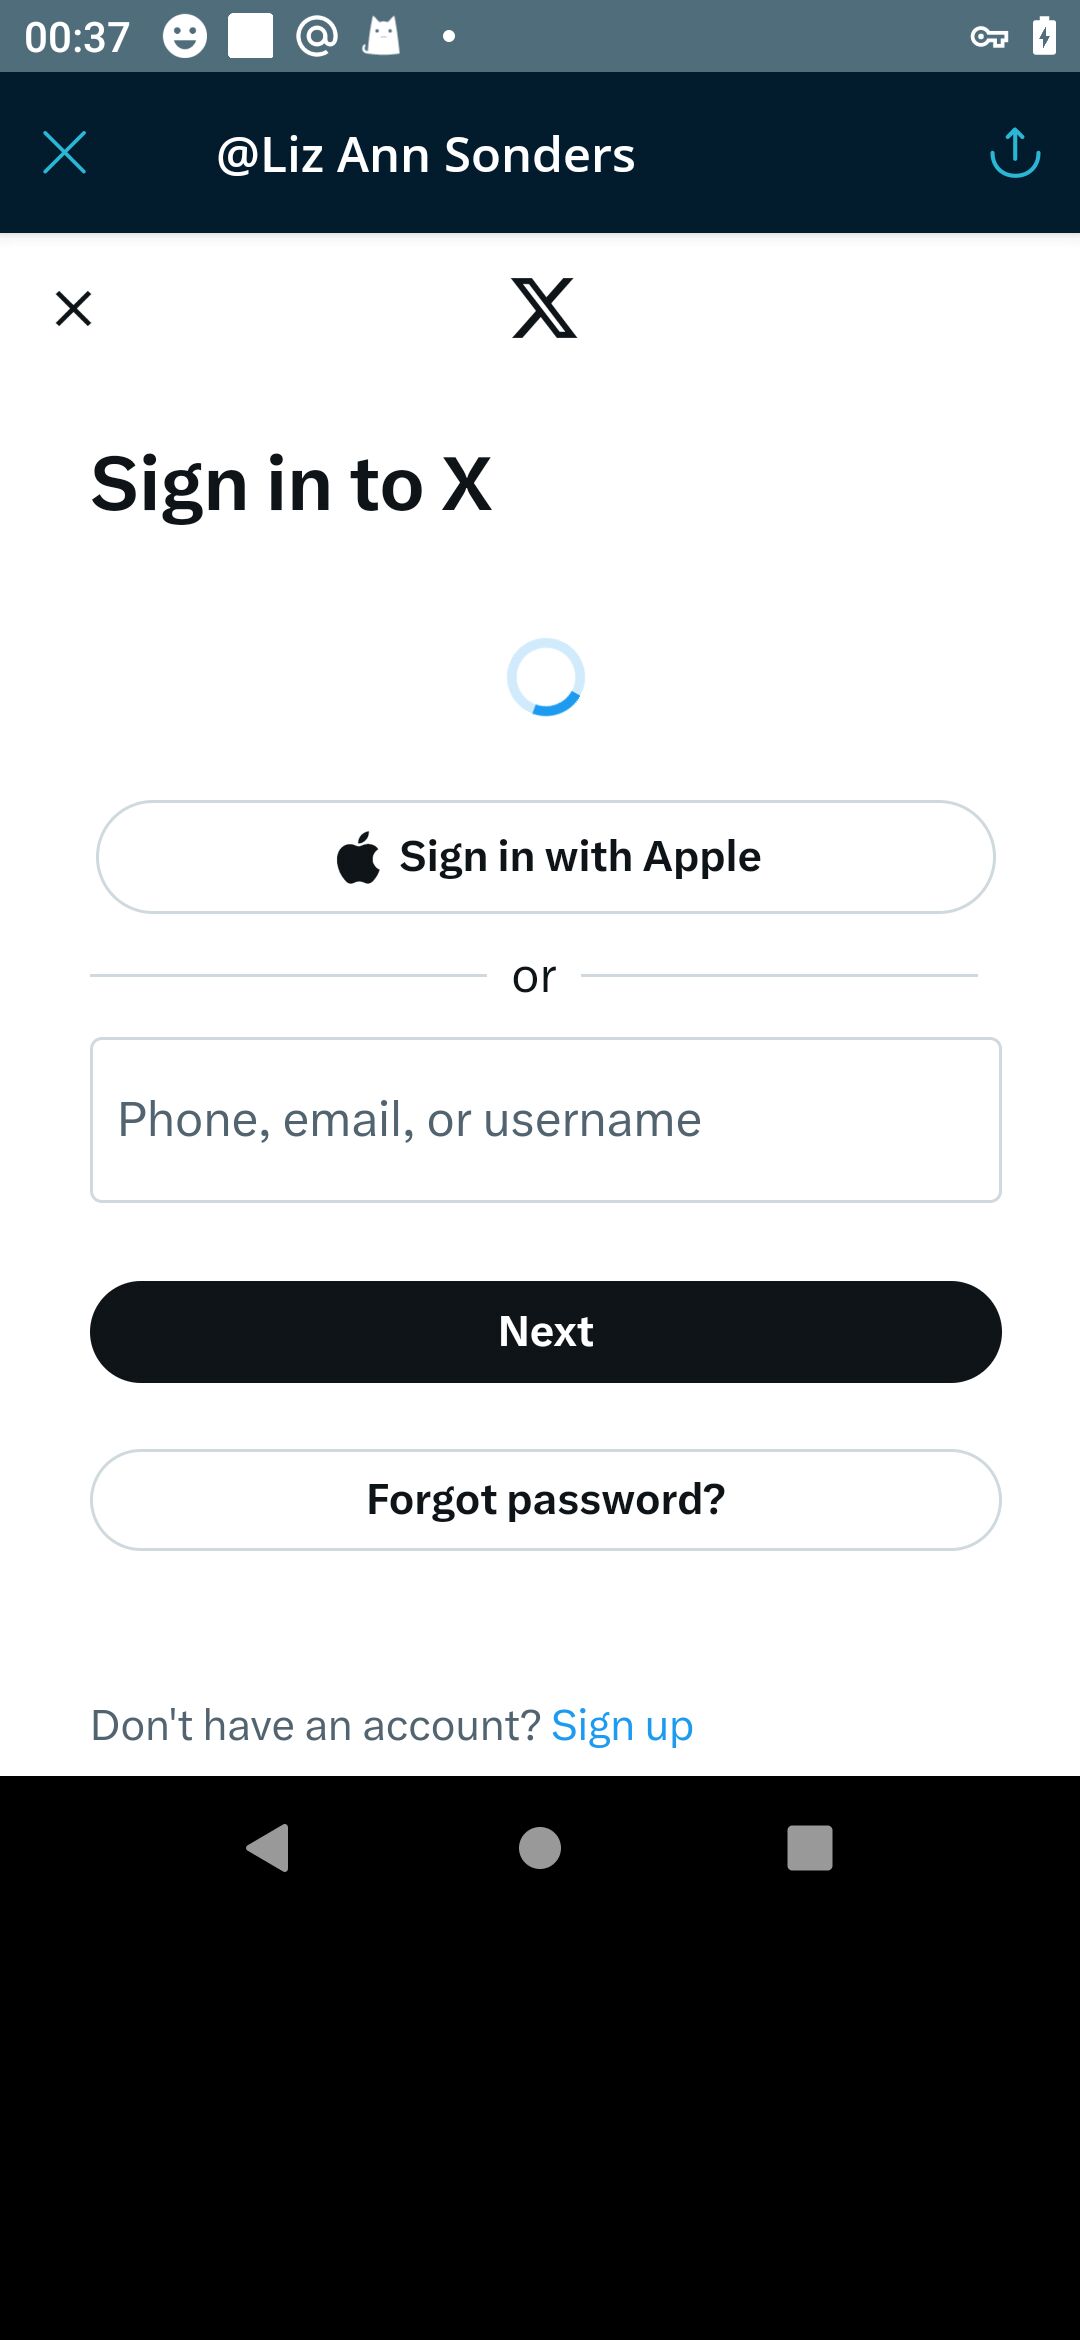 00:37
@Liz Ann Sonders
Sign in to X
Sign in with Apple
or
Phone, email, or username
Next
Forgot password?
Don't have an account? Sign up